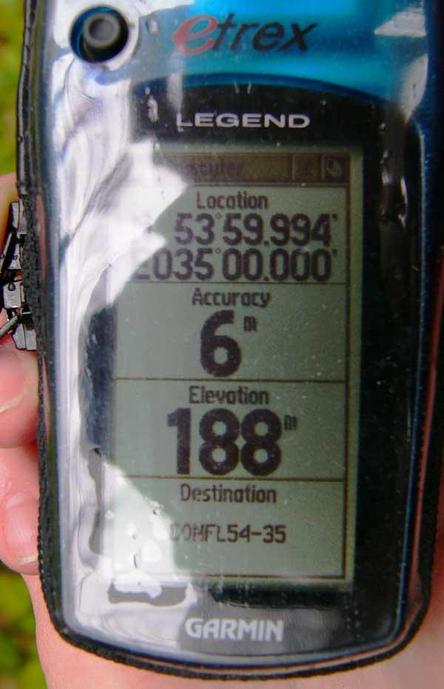 etrex
LEGEND
Location
53°59.994'
E035°00.000'
Accuracy
6m
Elevation
188m
Destination
CONFL54-35
GARMIN